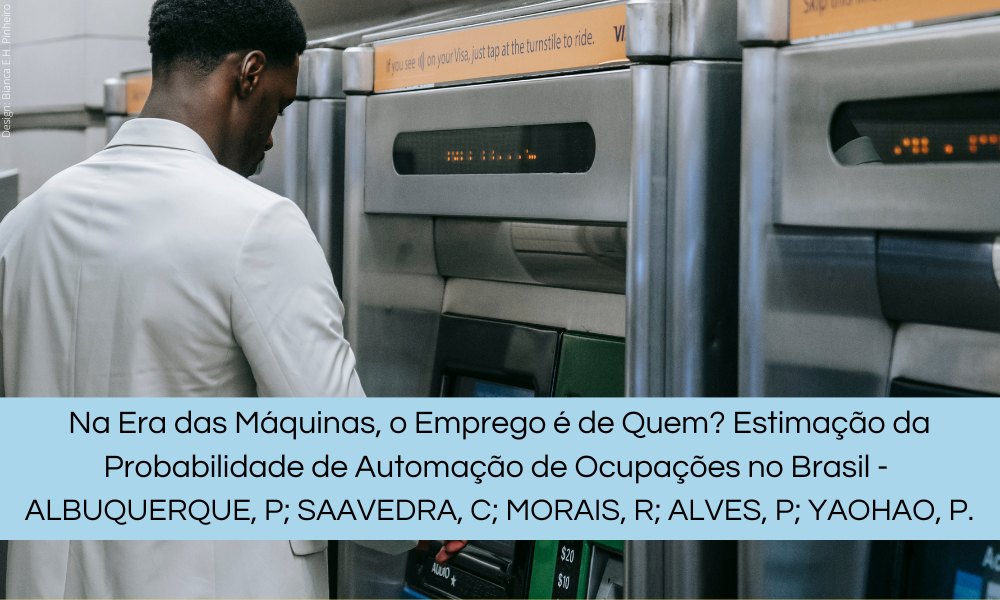 Design: Bianca E.H. Pinheiro
If you see on your Visa, just tap at the turnstile to ride.
VISA
Na Era das Máquinas, o Emprego é de Quem? Estimação da
Probabilidade de Automação de Ocupações no Brasil -
ALBUQUERQUE, P; SAAVEDRA, C; MORAIS, R; ALVES, P; YAOHAO, P.
AUDIO
$20
$10